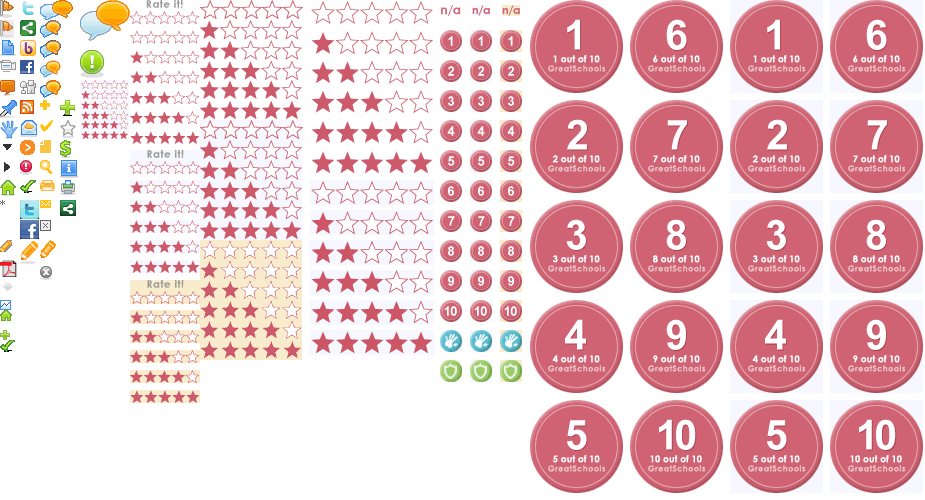 Rate it!
Rate it!
Rate it!
n/a n/a n/a
1 1 1
2 2 2
3 3 3
4 4 4
5 5 5
6 6 6
7 7 7
8 8 8
9 9 9
10 10 10
1 6 1 6
1 out of 10 6 out of 10 1 out of 10 6 out of 10
GreatSchools GreatSchools GreatSchools GreatSchools
2 7 2 7
2 out of 10 7 out of 10 2 out of 10 7 out of 10
GreatSchools GreatSchools GreatSchools GreatSchools
3 8 3 8
3 out of 10 8 out of 10 3 out of 10 8 out of 10
GreatSchools GreatSchools GreatSchools GreatSchools
4 9 4 9
4 out of 10 9 out of 10 4 out of 10 9 out of 10
GreatSchools GreatSchools GreatSchools GreatSchools
5 10 5 10
5 out of 10 10 out of 10 5 out of 10 10 out of 10
GreatSchools GreatSchools GreatSchools GreatSchools